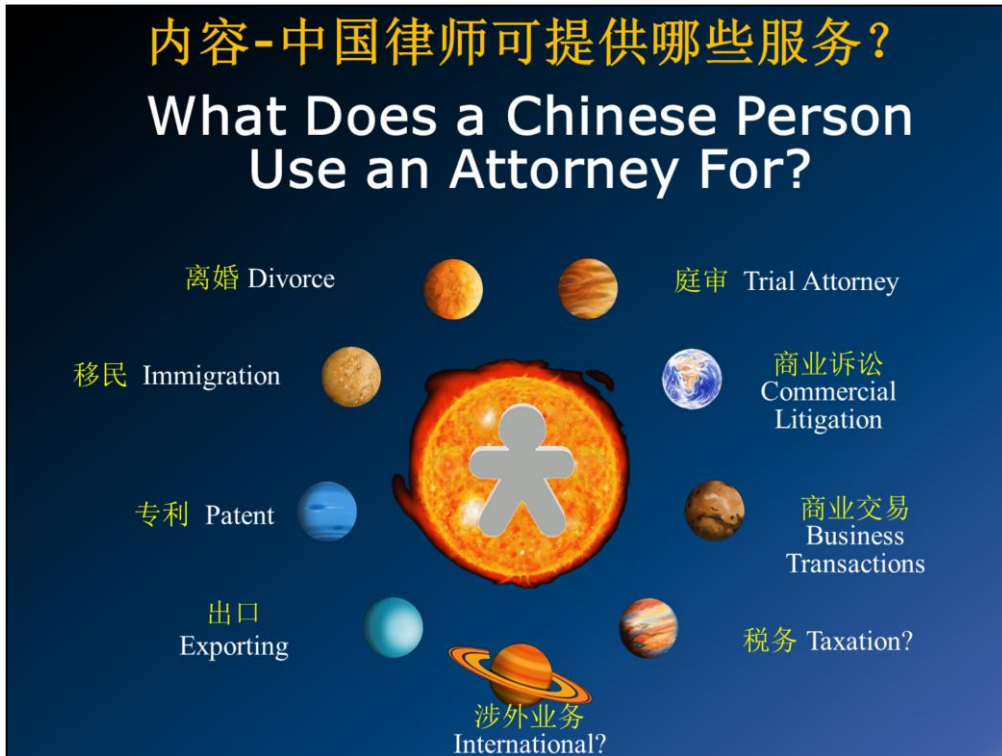 内容-中国律师可提供哪些服务？
What Does a Chinese Person
Use an Attorney For?
离婚 Divorce
庭审 Trial Attorney
移民 Immigration
商业诉讼
Commercial
Litigation
专利 Patent
商业交易
Business
Transactions
出口
Exporting
税务 Taxation?
涉外业务
International?